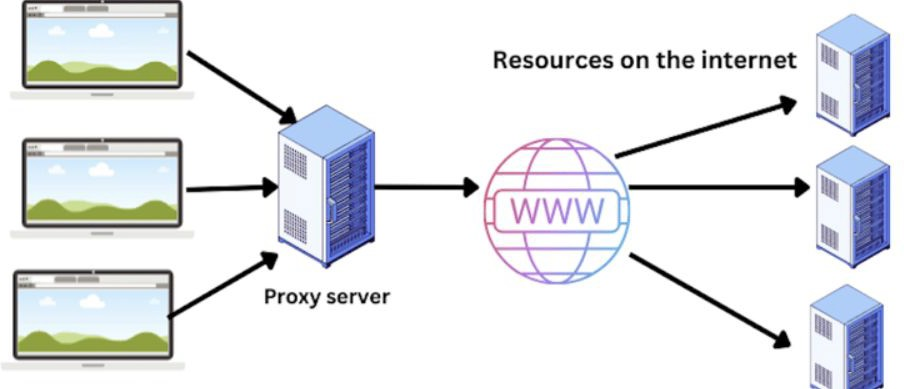 Resources on the internet
WWW
Proxy server